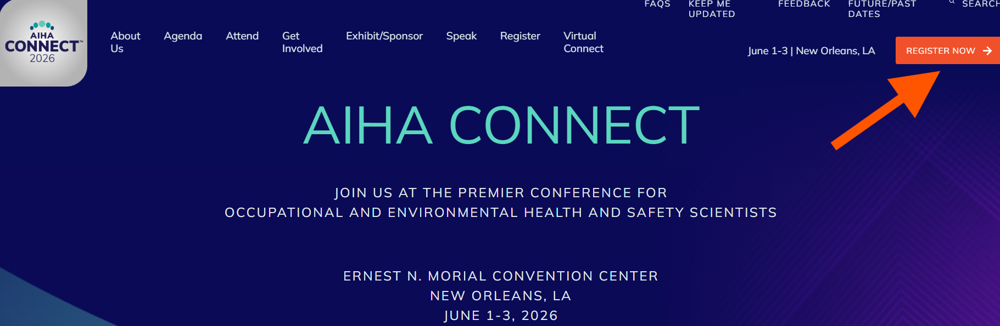 FAQS
KEEP ME
UPDATED
FEEDBACK
FUTURE/PAST
DATES
SEARCH
AIHA
CONNECT™
2026
About
Us
Agenda
Attend
Get
Involved
Exhibit/Sponsor
Speak
Register
Virtual
Connect
June 1-3 | New Orleans, LA
REGISTER NOW
AIHA CONNECT
JOIN US AT THE PREMIER CONFERENCE FOR
OCCUPATIONAL AND ENVIRONMENTAL HEALTH AND SAFETY SCIENTISTS
ERNEST N. MORIAL CONVENTION CENTER
NEW ORLEANS, LA
JUNE 1-3, 2026